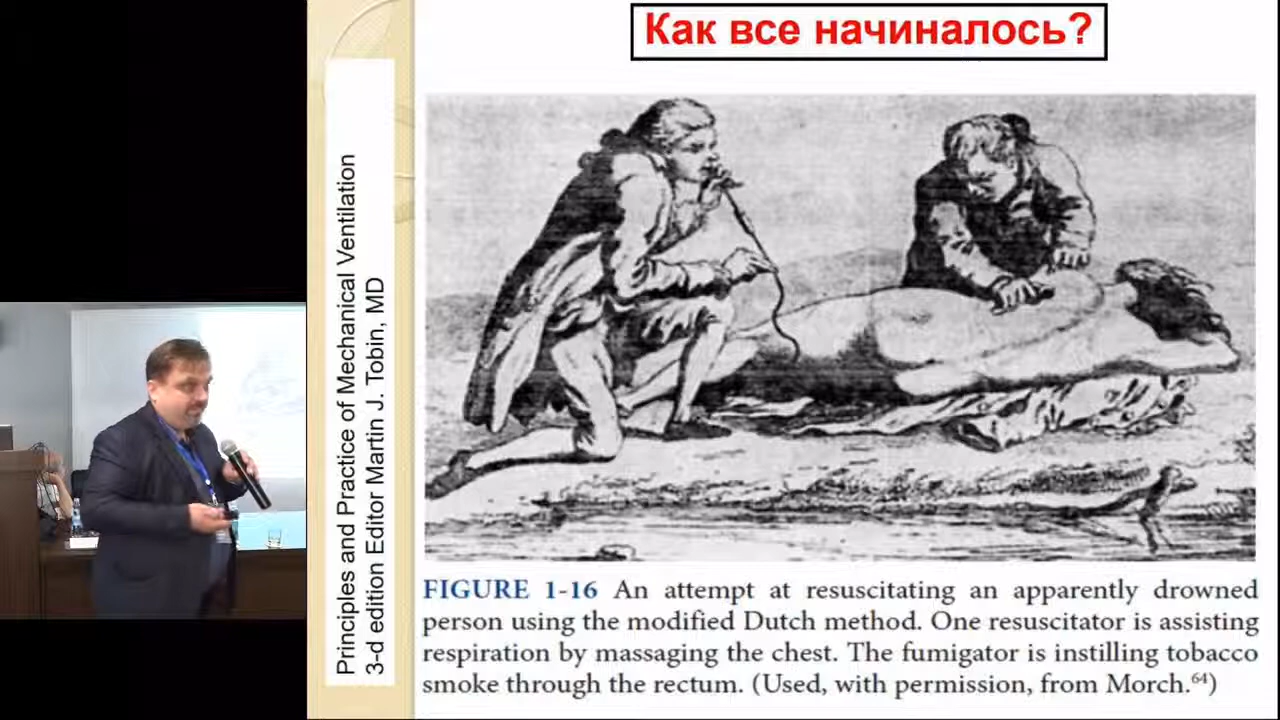 Как все начиналось?
Principles and Practice of Mechanical Ventilation
3-d edition Editor Martin J. Tobin, MD
FIGURE 1-16 An attempt at resuscitating an apparently drowned
person using the modified Dutch method. One resuscitator is assisting
respiration by massaging the chest. The fumigator is instilling tobacco
smoke through the rectum. (Used, with permission, from Morch.⁶⁴)